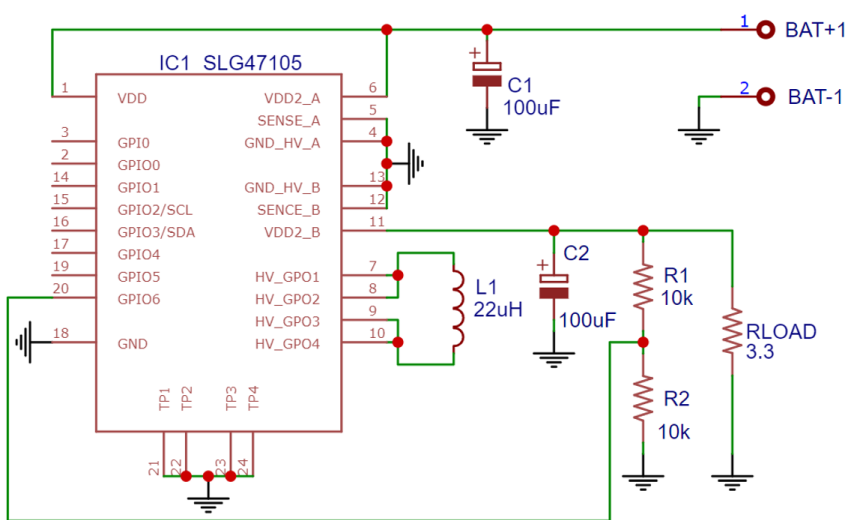 1 BAT+1
IC1 SLG47105
+
C1
100uF
2 BAT-1
1 VDD
VDD2_A 6
SENSE_A 5
3 GPI0
GND_HV_A 4
2 GPIO0
14 GPIO1
GND_HV_B 13
15 GPIO2/SCL
SENCE_B 12
16 GPIO3/SDA
VDD2_B 11
17 GPIO4
19 GPIO5
HV_GPO1 7
20 GPIO6
HV_GPO2 8
HV_GPO3 9
18 GND
HV_GPO4 10
L1
22uH
+
C2
100uF
R1
10k
RLOAD
3.3
R2
10k
TP1
TP2
TP3
TP4
21
22
23
24